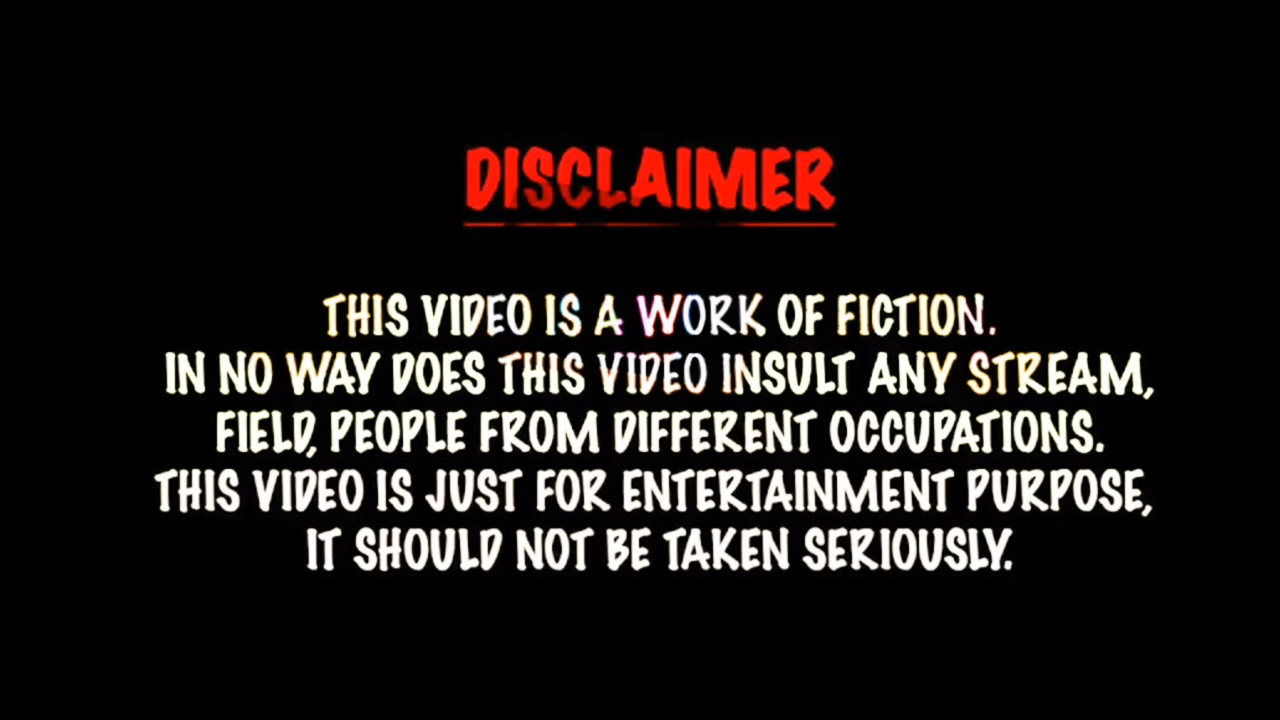 DISCLAIMER
THIS VIDEO IS A WORK OF FICTION.
IN NO WAY DOES THIS VIDEO INSULT ANY STREAM,
FIELD, PEOPLE FROM DIFFERENT OCCUPATIONS.
THIS VIDEO IS JUST FOR ENTERTAINMENT PURPOSE,
IT SHOULD NOT BE TAKEN SERIOUSLY.